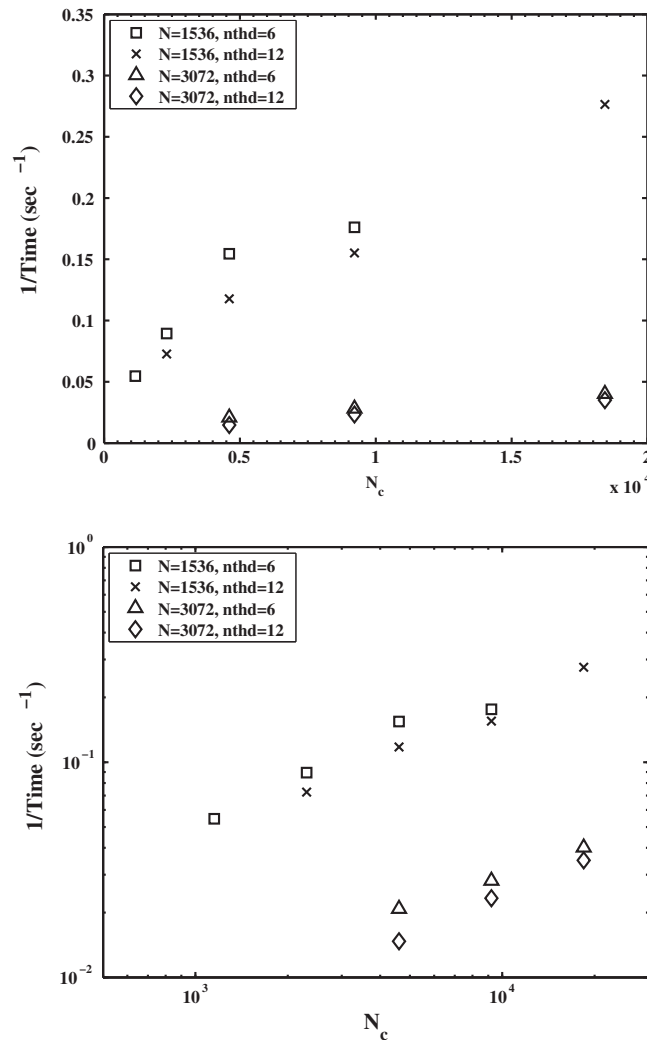 0.35
N=1536, nthd=6
N=1536, nthd=12
N=3072, nthd=6
N=3072, nthd=12
0.3
0.25
0.2
0.15
0.1
0.05
0
1/Time (sec −1)
0 0.5 1 1.5 2
N_c
x 10^4
10^0
N=1536, nthd=6
N=1536, nthd=12
N=3072, nthd=6
N=3072, nthd=12
10^−1
10^−2
1/Time (sec −1)
10^3 10^4
N_c